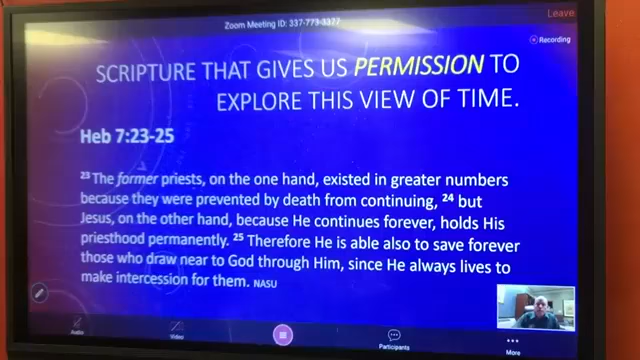 Zoom Meeting ID: 337-773-3377
Leave
Recording
SCRIPTURE THAT GIVES US PERMISSION TO
EXPLORE THIS VIEW OF TIME.
Heb 7:23-25
23 The former priests, on the one hand, existed in greater numbers
because they were prevented by death from continuing, 24 but
Jesus, on the other hand, because He continues forever, holds His
priesthood permanently. 25 Therefore He is able also to save forever
those who draw near to God through Him, since He always lives to
make intercession for them. NASU
Audio
Video
Participants
More